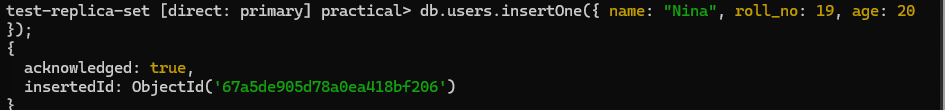 test-replica-set [direct: primary] practical> db.users.insertOne({ name: "Nina", roll_no: 19, age: 20
});
{
  acknowledged: true,
  insertedId: ObjectId('67a5de905d78a0ea418bf206')
}